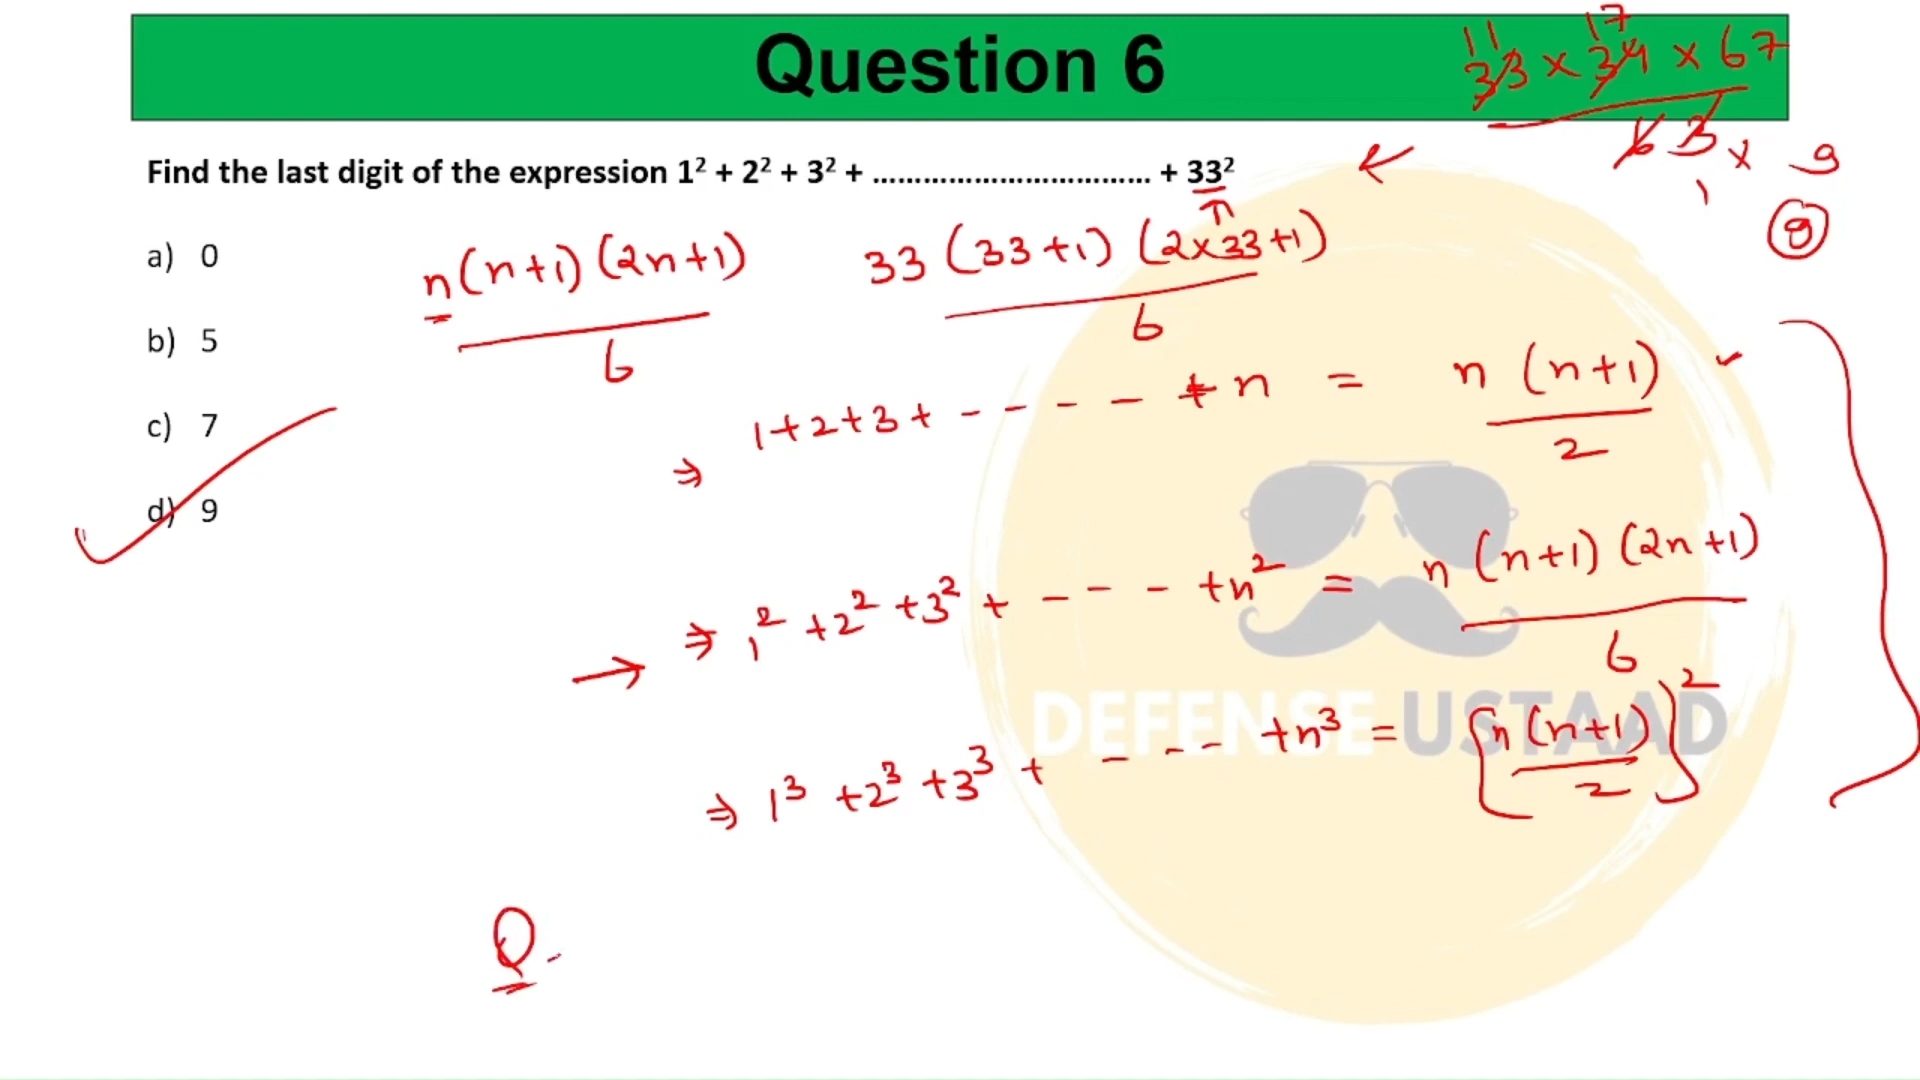 Question 6
11 17
33 × 34 × 67
6 3 × 9
1
9
Find the last digit of the expression 1² + 2² + 3² + ................................. + 33²
n
a) 0
n(n+1)(2n+1)
6
33(33+1)(2×33+1)
6
b) 5
⇒ 1+2+3+ ---- +n = n(n+1)
2
c) 7
d) 9
→ ⇒ 1² +2² +3² + --- +n² = n(n+1)(2n+1)
6
DEFENSE USTAAD
⇒ 1³ +2³ +3³ + --- +n³ = [n(n+1)
2]²
Q.